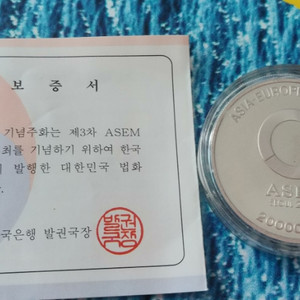 보 증 서
기념주화는 제3차 ASEM
최를 기념하기 위하여 한국
발행한 대한민국 법화
국은행 발권국장
ASIA-EUROPE
ASE
20000